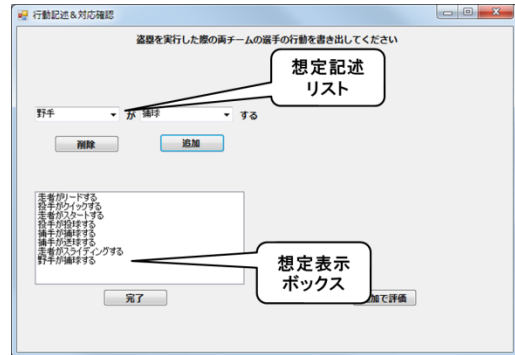 行動記述&対応確認
盗塁を実行した際の両チームの選手の行動を書き出してください
想定記述
リスト
野手 が 捕球 する
削除 追加
走者がリードする
投手がクイックする
走者がスタートする
投手が投球する
捕手が捕球する
捕手が送球する
走者がスライディングする
野手が捕球する
想定表示
ボックス
完了 加で評価